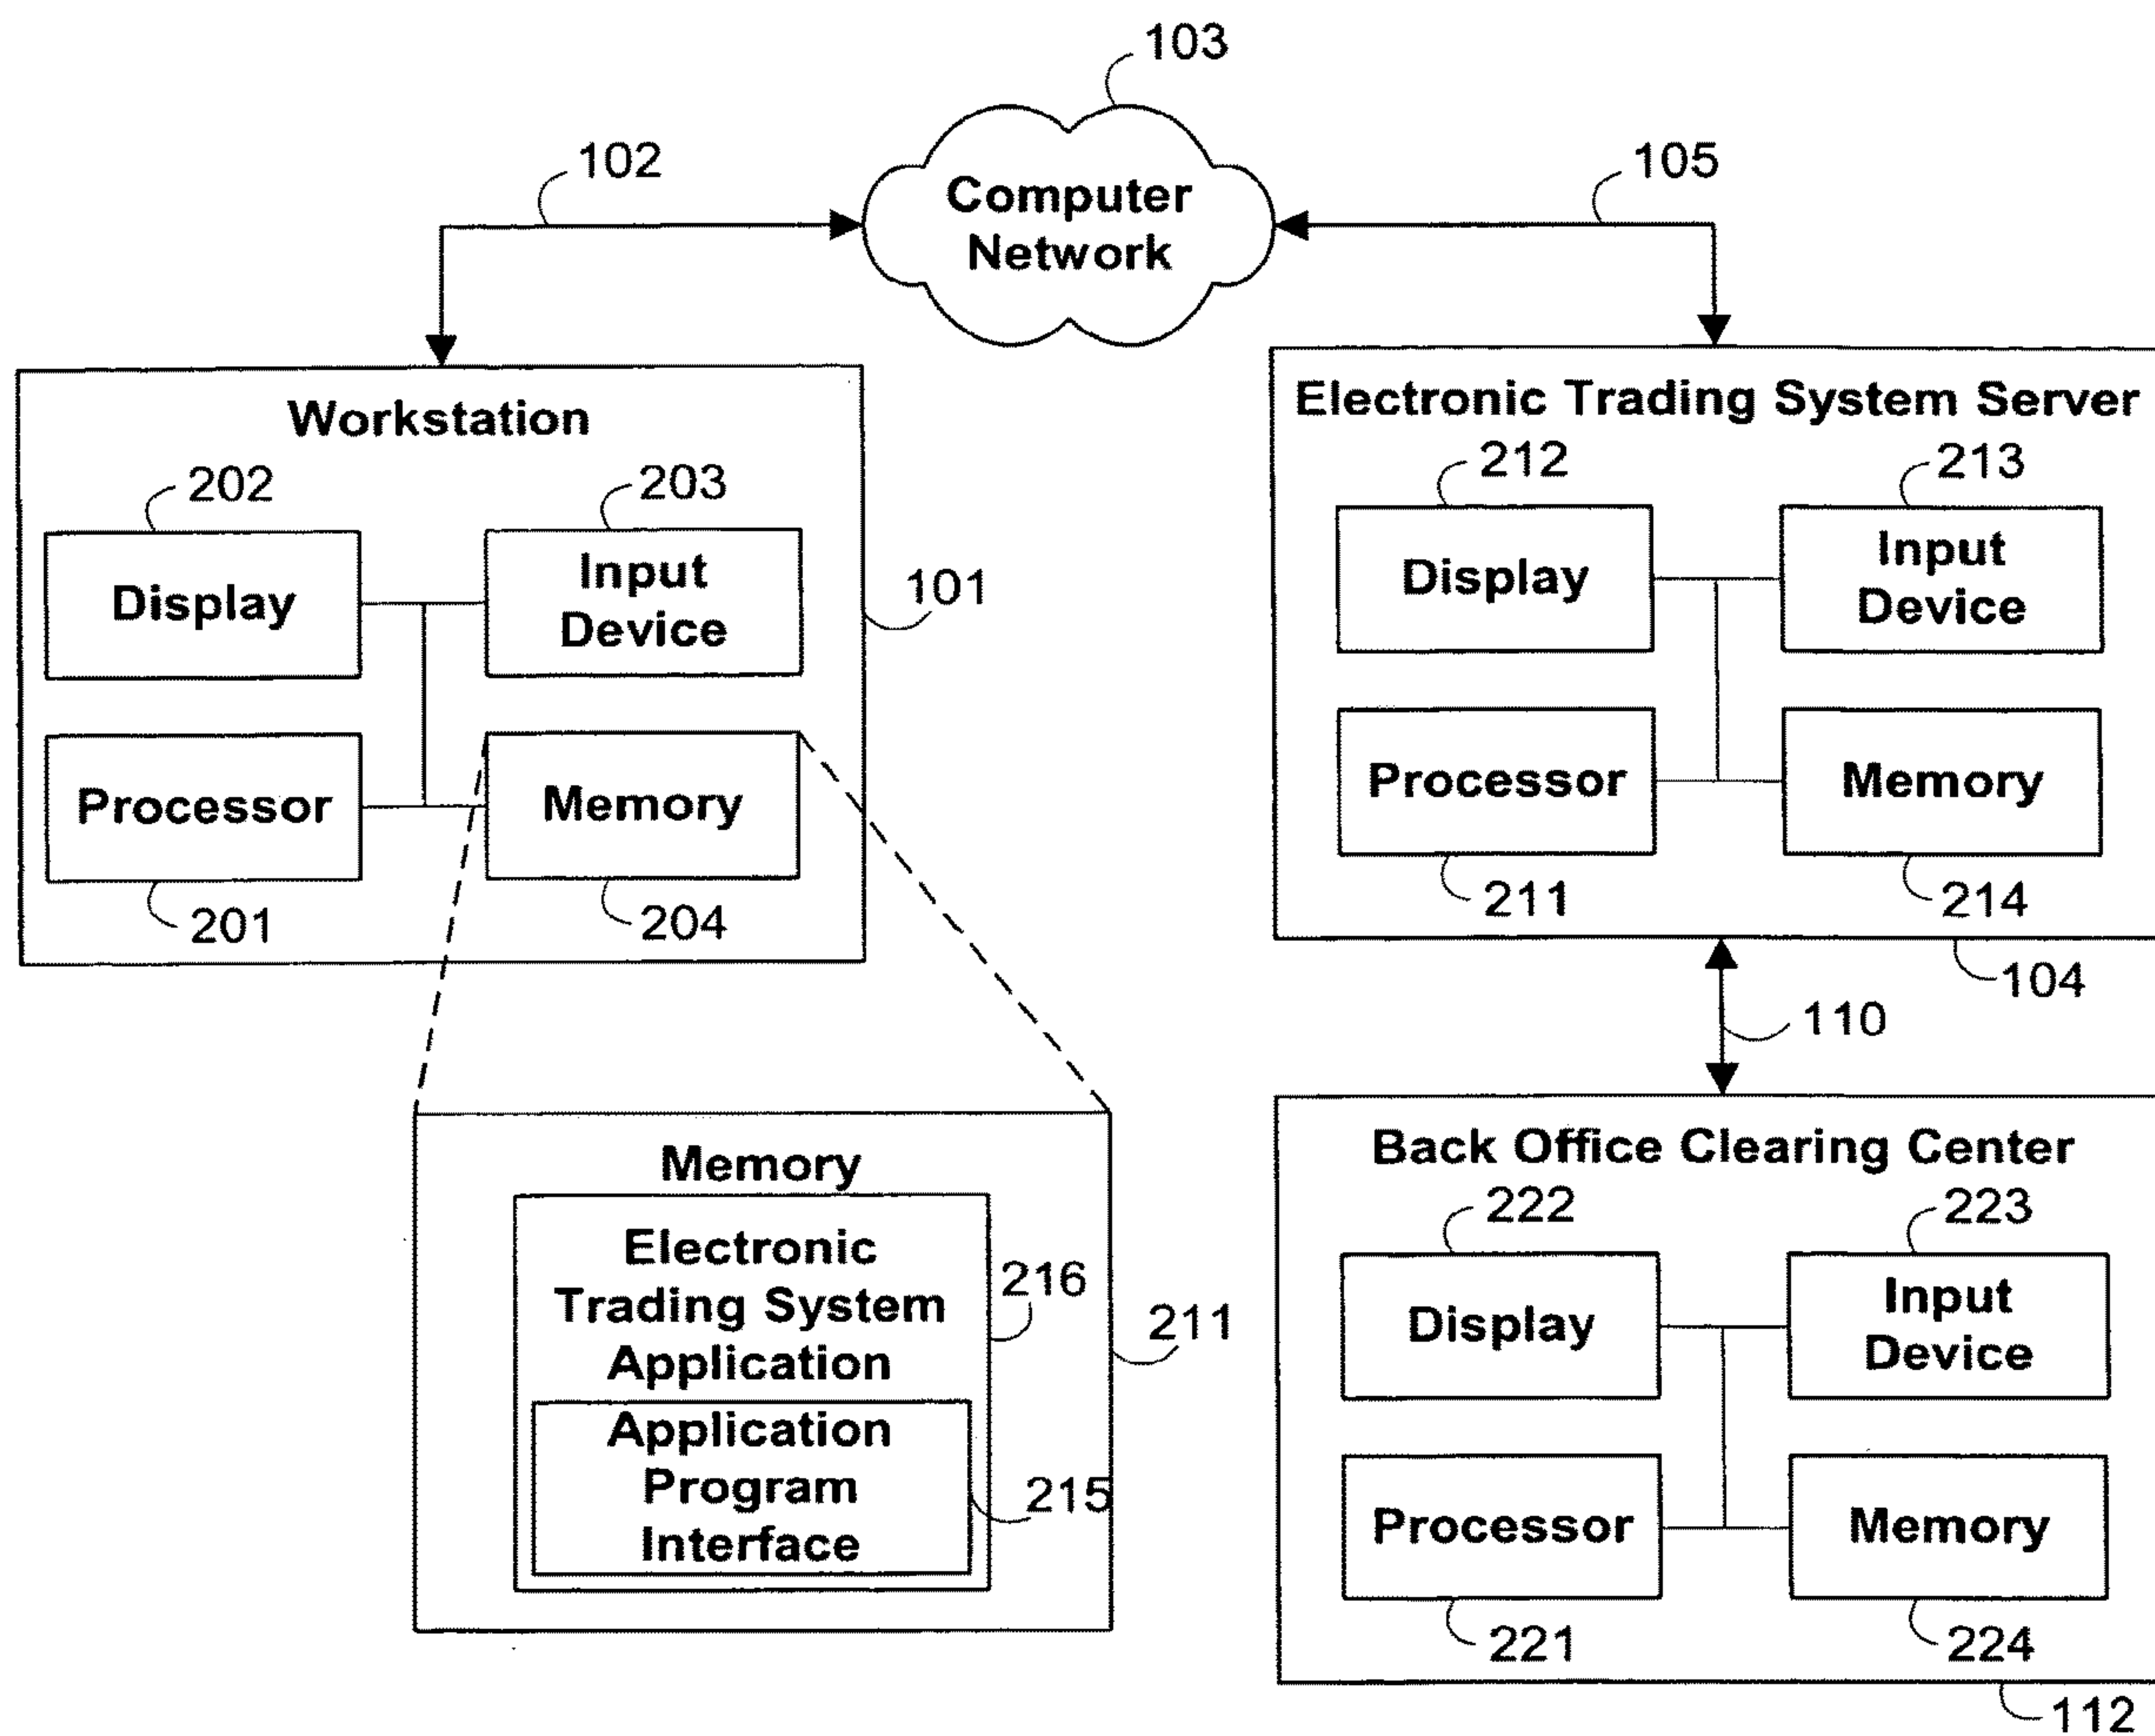 103
102
105
Computer
Network
Workstation
202
203
Display
Input
Device
101
Processor
Memory
201
204
Electronic Trading System Server
212
213
Display
Input
Device
Processor
Memory
211
214
104
110
Memory
Electronic
Trading System
Application
216
211
Application
Program
Interface
215
Back Office Clearing Center
222
223
Display
Input
Device
Processor
Memory
221
224
112